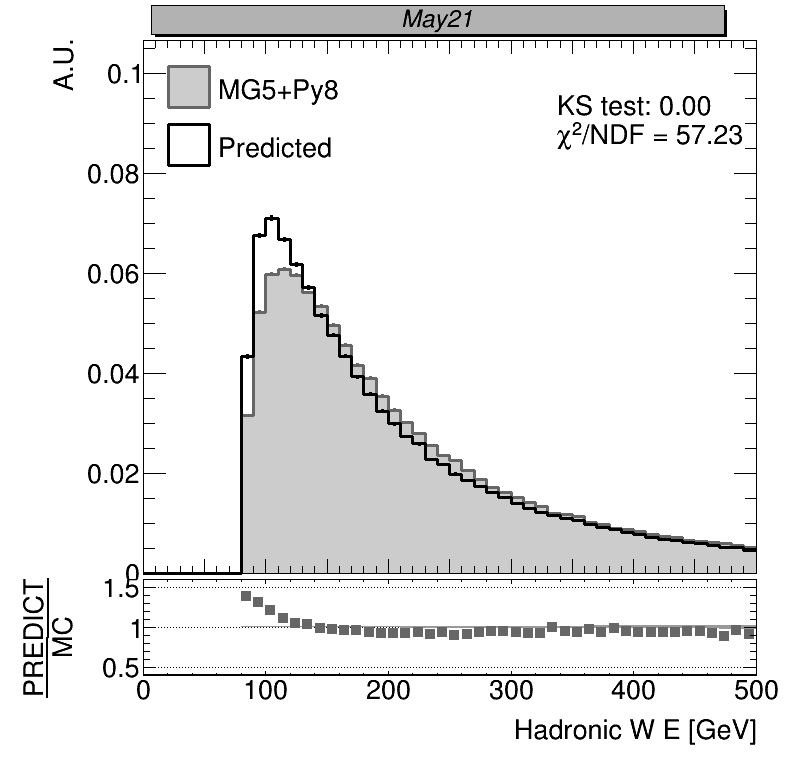 May21
A.U.
0.1
0.08
0.06
0.04
0.02
0
MG5+Py8
Predicted
KS test: 0.00
χ²/NDF = 57.23
PREDICT
MC
1.5
1
0.5
0 100 200 300 400 500
Hadronic W E [GeV]